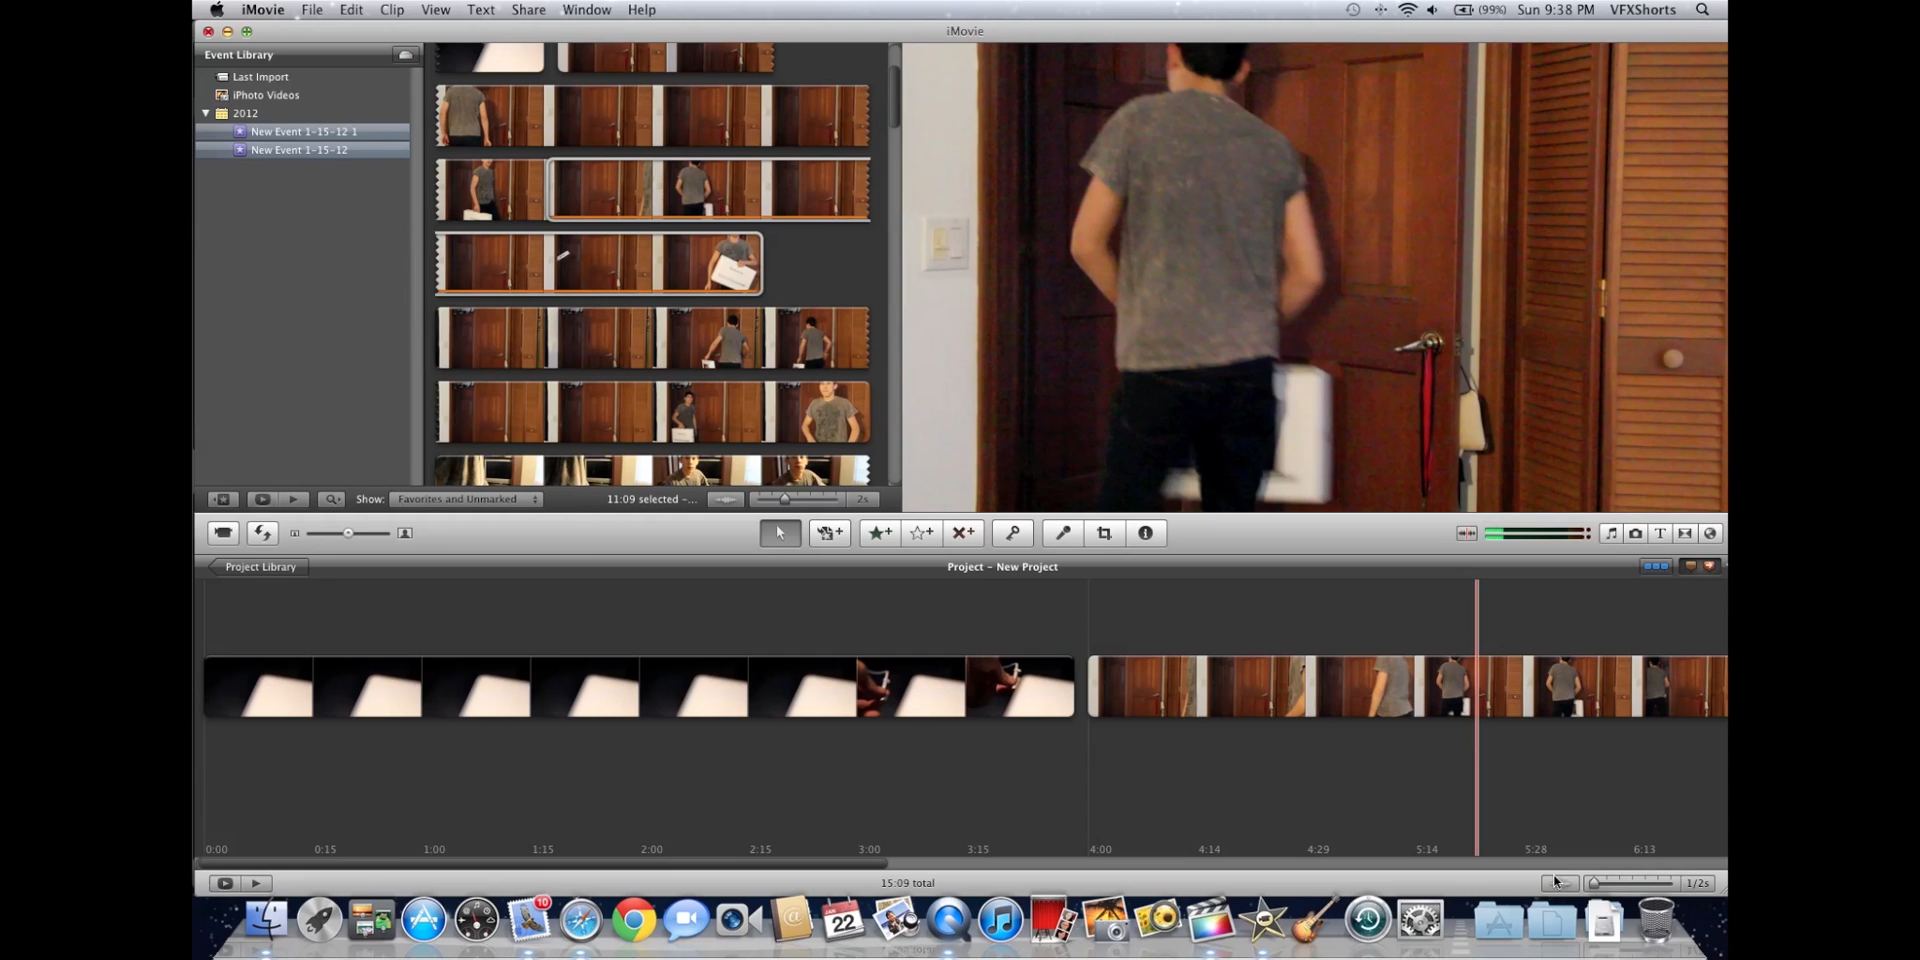 iMovie File Edit Clip View Text Share Window Help (99%) Sun 9:38 PM VFXShorts
iMovie
Event Library
Last Import
iPhoto Videos
2012
New Event 1-15-12 1
New Event 1-15-12
Show: Favorites and Unmarked 11:09 selected –... 2s
Project Library Project – New Project
0:00 0:15 1:00 1:15 2:00 2:15 3:00 3:15 4:00 4:14 4:29 5:14 5:28 6:13
15:09 total 1/2s
10
JAN
22